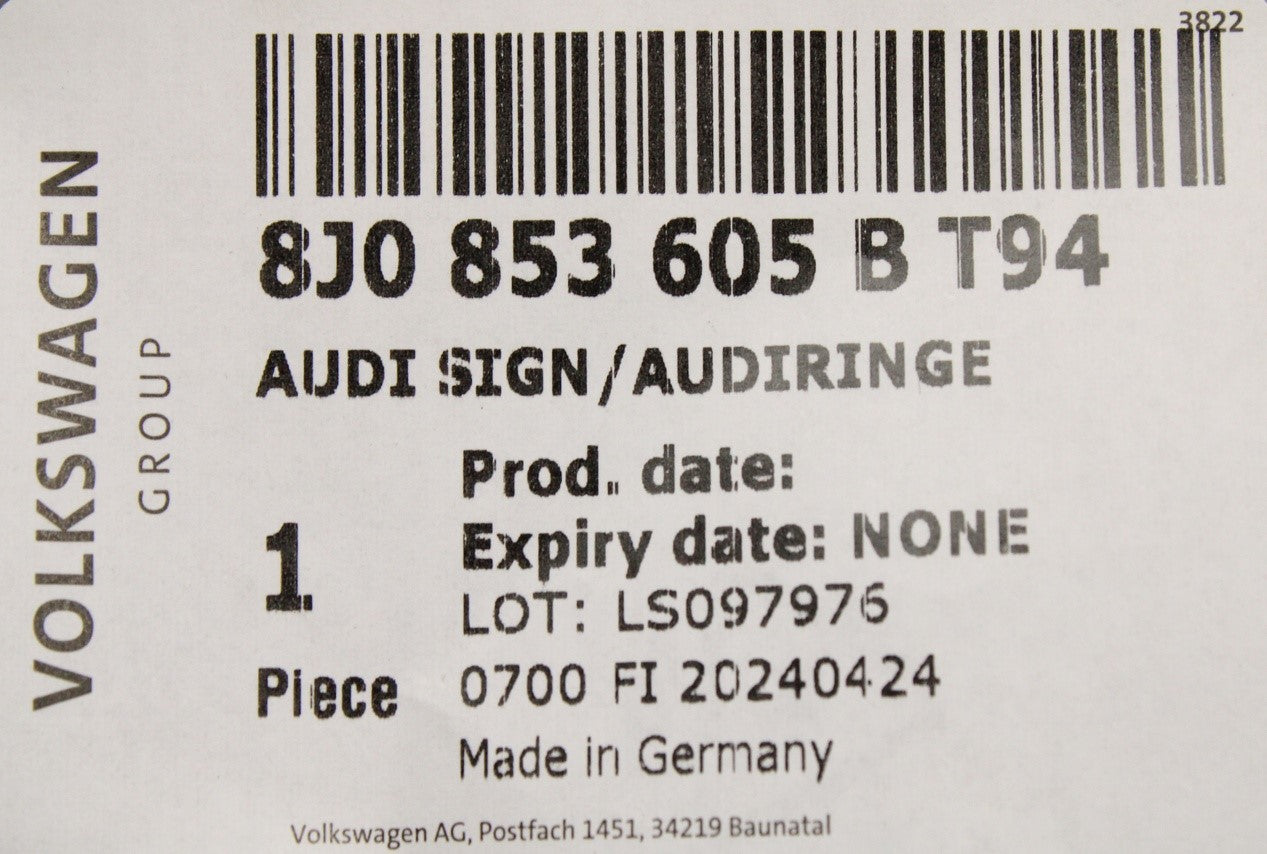 3822
8J0 853 605 B T94
AUDI SIGN/AUDIRINGE
Prod. date:
Expiry date: NONE
LOT: LS097976
1
Piece
0700 FI 20240424
Made in Germany
Volkswagen AG, Postfach 1451, 34219 Baunatal
VOLKSWAGEN
GROUP